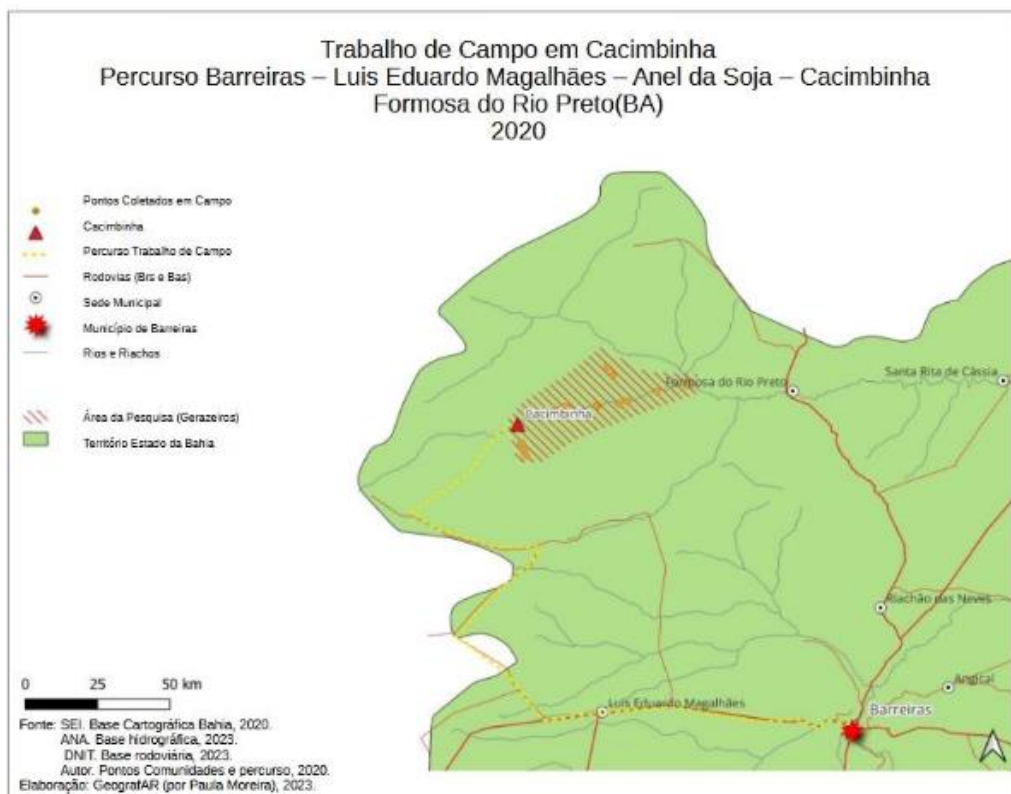 Trabalho de Campo em Cacimbinha
Percurso Barreiras – Luis Eduardo Magalhães – Anel da Soja – Cacimbinha
Formosa do Rio Preto(BA)
2020
Pontos Coletados em Campo
Cacimbinha
Percurso Trabalho de Campo
Rodovias (Brs e Bas)
Sede Municipal
Município de Barreiras
Rios e Riachos
Área da Pesquisa (Gerazeiros)
Território Estado da Bahia
Santa Rita de Cássia
Formosa do Rio Preto
Cacimbinha
Riachão das Neves
Angical
Luis Eduardo Magalhães
Barreiras
0 25 50 km
Fonte: SEI. Base Cartográfica Bahia, 2020.
ANA. Base hidrográfica, 2023.
DNIT. Base rodoviária, 2023.
Autor. Pontos Comunidades e percurso, 2020.
Elaboração: GeografAR (por Paula Moreira), 2023.